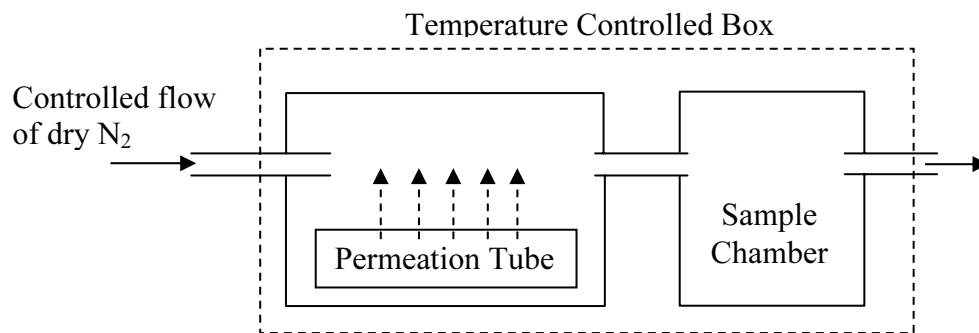 Temperature Controlled Box
Controlled flow
of dry N₂
Permeation Tube
Sample
Chamber